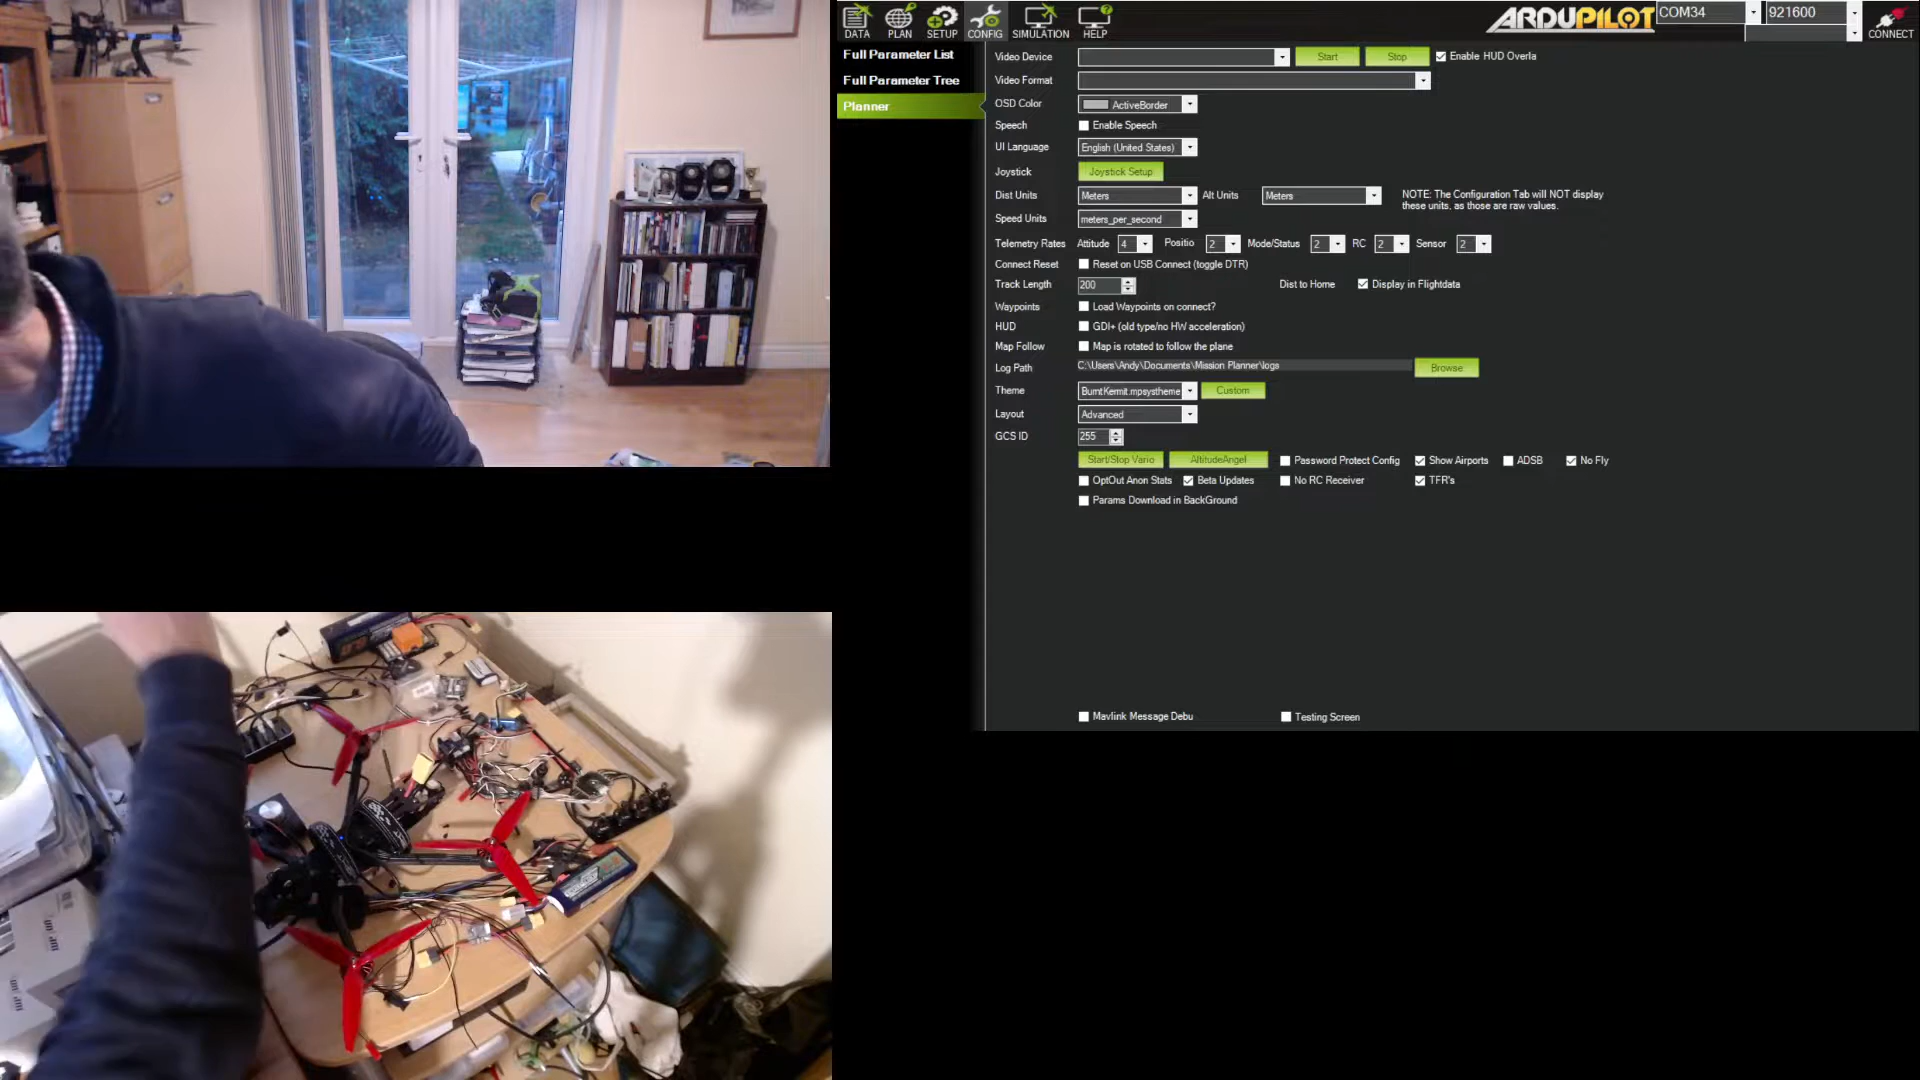 DATA PLAN SETUP CONFIG SIMULATION HELP
ARDUPILOT COM34 921600 CONNECT
Full Parameter List
Full Parameter Tree
Planner
Video Device Start Stop Enable HUD Overla
Video Format
OSD Color ActiveBorder
Speech Enable Speech
UI Language English (United States)
Joystick Joystick Setup
Dist Units Meters Alt Units Meters NOTE: The Configuration Tab will NOT display
these units, as those are raw values.
Speed Units meters_per_second
Telemetry Rates Attitude 4 Positio 2 Mode/Status 2 RC 2 Sensor 2
Connect Reset Reset on USB Connect (toggle DTR)
Track Length 200 Dist to Home Display in Flightdata
Waypoints Load Waypoints on connect?
HUD GDI+ (old type/no HW acceleration)
Map Follow Map is rotated to follow the plane
Log Path C:\Users\Andy\Documents\Mission Planner\logs Browse
Theme BurntKermit.mpsystheme Custom
Layout Advanced
GCS ID 255
Start/Stop Vario AltitudeAngel Password Protect Config Show Airports ADSB No Fly
OptOut Anon Stats Beta Updates No RC Receiver TFR's
Params Download in BackGround
Mavlink Message Debu Testing Screen